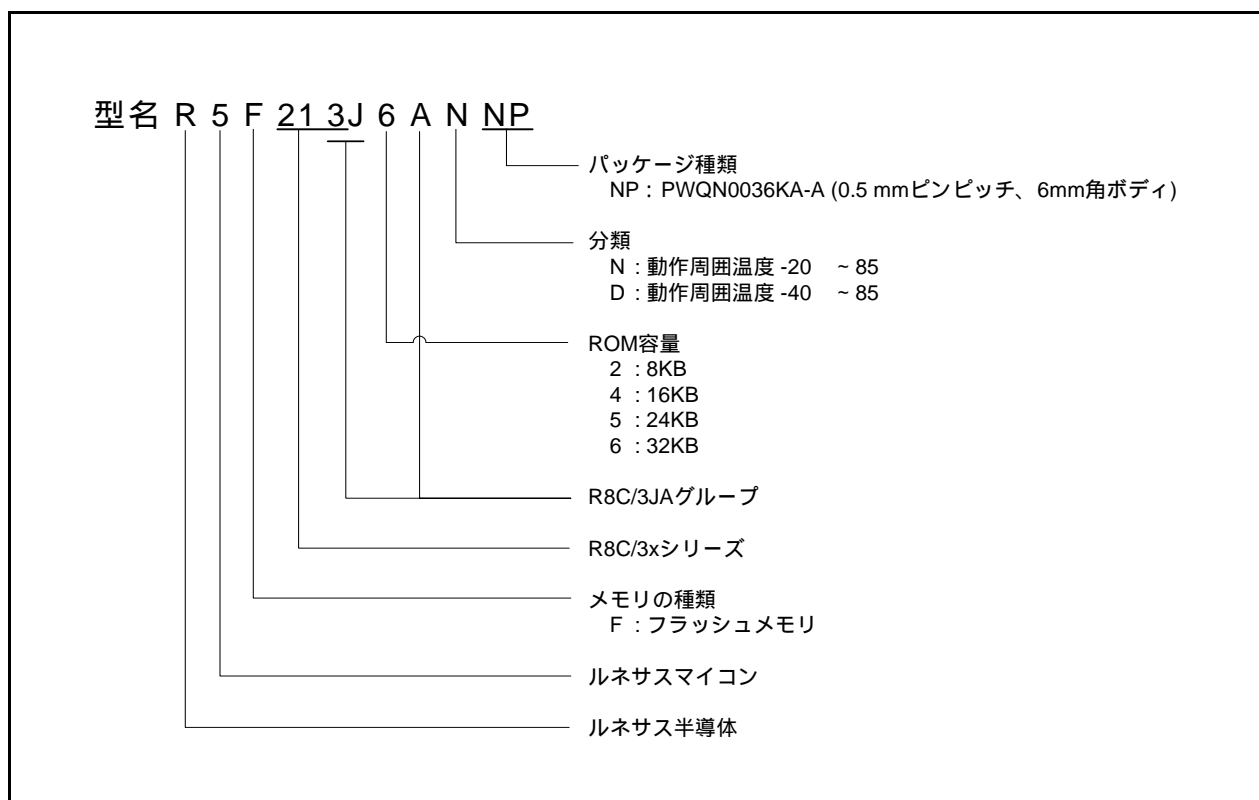 型名 R 5 F 21 3J 6 A N NP
パッケージ種類
NP : PWQN0036KA-A (0.5 mmピンピッチ、6mm角ボディ)
分類
N : 動作周囲温度 -20 ~ 85
D : 動作周囲温度 -40 ~ 85
ROM容量
2 : 8KB
4 : 16KB
5 : 24KB
6 : 32KB
R8C/3JAグループ
R8C/3xシリーズ
メモリの種類
F : フラッシュメモリ
ルネサスマイコン
ルネサス半導体